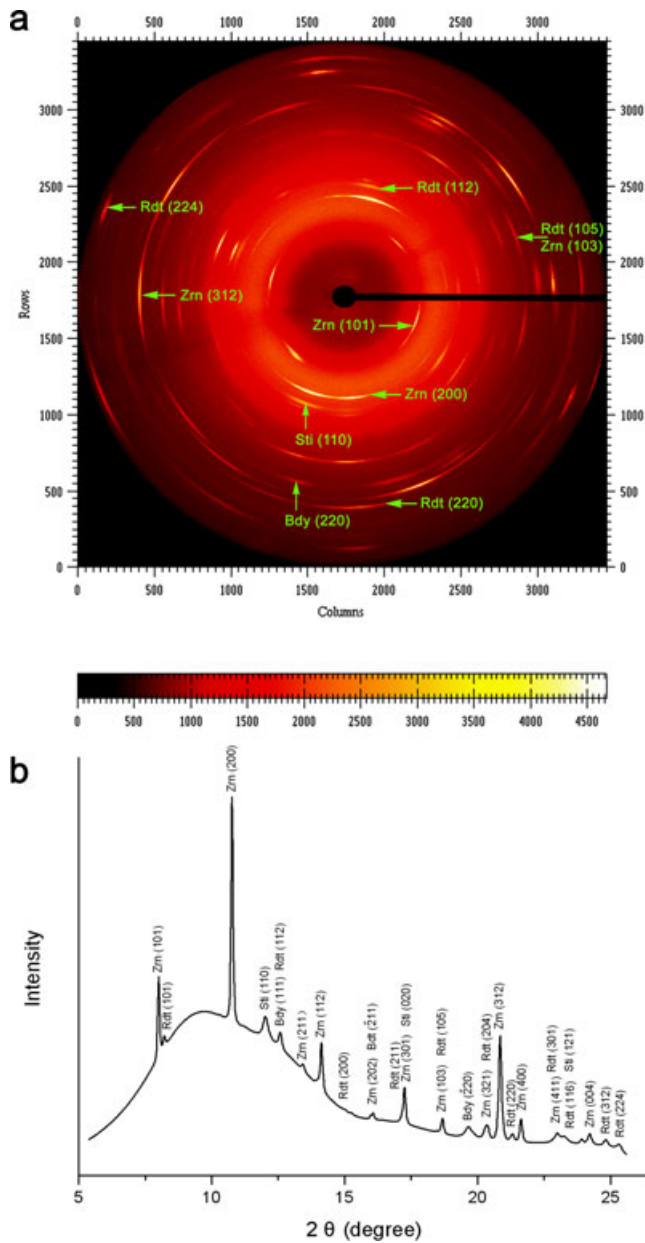 a
0 500 1000 1500 2000 2500 3000
3000 3000
2500 2500
2000 2000
1500 1500
1000 1000
500 500
0 0
Rows
Rdt (112)
Rdt (224)
Rdt (105)
Zrn (103)
Zrn (312)
Zrn (101)
Zrn (200)
Sti (110)
Bdy (220)
Rdt (220)
0 500 1000 1500 2000 2500 3000
Columns
0 500 1000 1500 2000 2500 3000 3500 4000 4500
b
Intensity
Zrn (101)
Rdt (101)
Zrn (200)
Sti (110)
Bdy (111) Rdt (112)
Zrn (211)
Zrn (112)
Rdt (200)
Zrn (202) Bdt (2̄11)
Rdt (211)
Zrn (301) Sti (020)
Zrn (103) Rdt (105)
Bdy (220)
Zrn (321) Rdt (204)
Zrn (312)
Rdt (220)
Zrn (400)
Zrn (411) Rdt (301)
Rdt (116) Sti (121)
Zrn (004)
Rdt (312)
Rdt (224)
5 10 15 20 25
2 θ (degree)